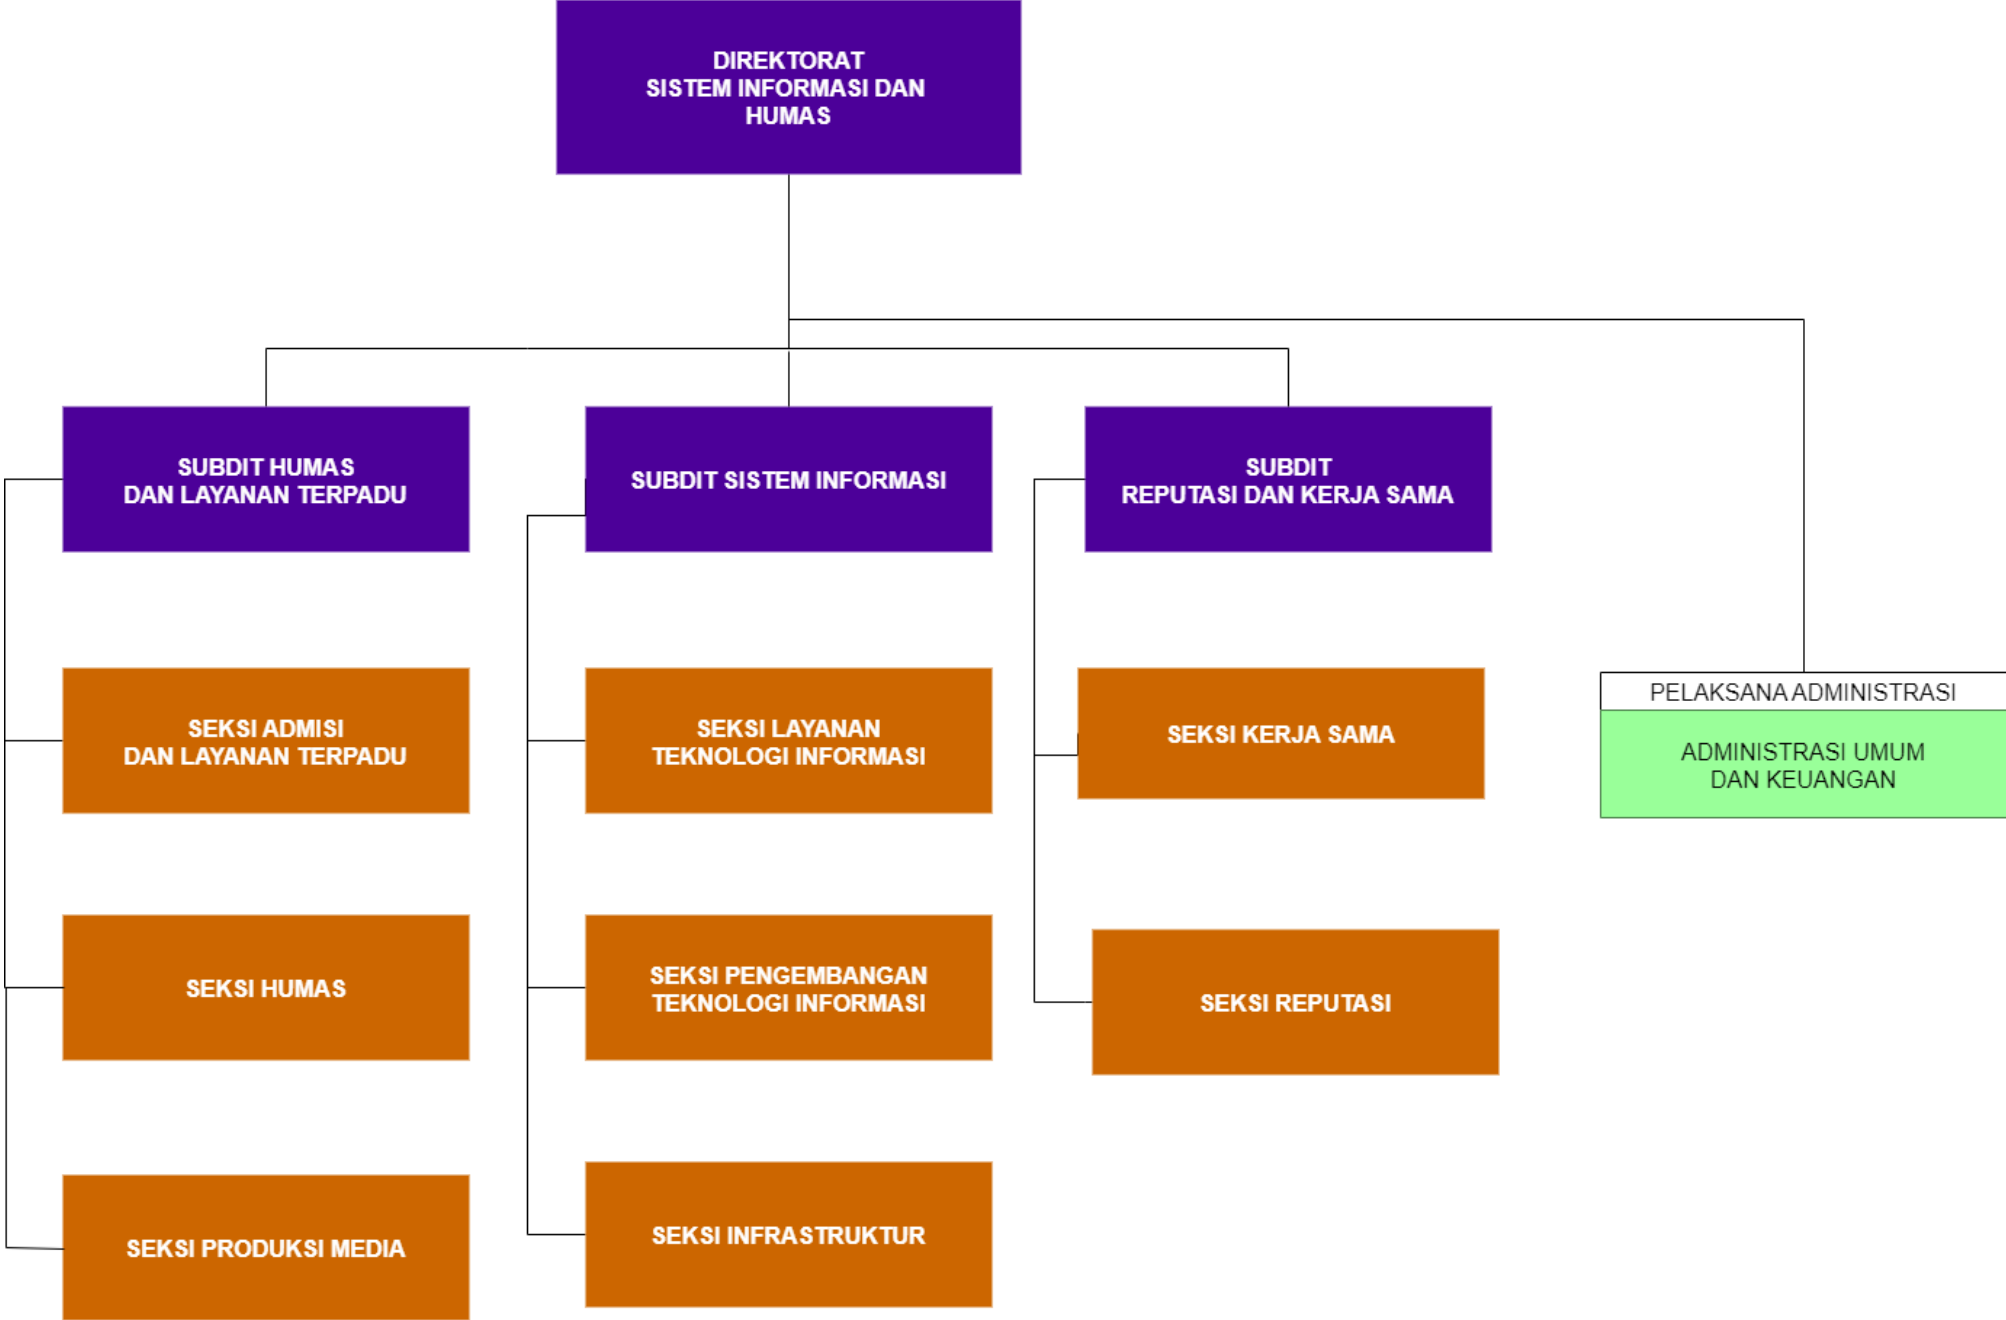 DIREKTORAT
SISTEM INFORMASI DAN
HUMAS
SUBDIT HUMAS
DAN LAYANAN TERPADU
SUBDIT SISTEM INFORMASI
SUBDIT
REPUTASI DAN KERJA SAMA
SEKSI ADMISI
DAN LAYANAN TERPADU
SEKSI LAYANAN
TEKNOLOGI INFORMASI
SEKSI KERJA SAMA
PELAKSANA ADMINISTRASI
ADMINISTRASI UMUM
DAN KEUANGAN
SEKSI HUMAS
SEKSI PENGEMBANGAN
TEKNOLOGI INFORMASI
SEKSI REPUTASI
SEKSI PRODUKSI MEDIA
SEKSI INFRASTRUKTUR